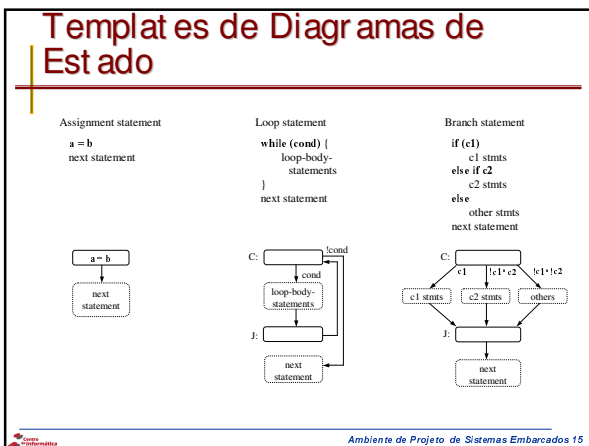 Templates de Diagramas de
Estado
Assignment statement
a = b
next statement
Loop statement
while (cond) {
loop-body-
statements
}
next statement
Branch statement
if (c1)
c1 stmts
else if c2
c2 stmts
else
other stmts
next statement
a = b
next
statement
C:
!cond
cond
loop-body-
statements
J:
next
statement
C:
c1
!c1*c2
!c1*!c2
c1 stmts
c2 stmts
others
J:
next
statement
Centro
de Informática
Ambiente de Projeto de Sistemas Embarcados 15